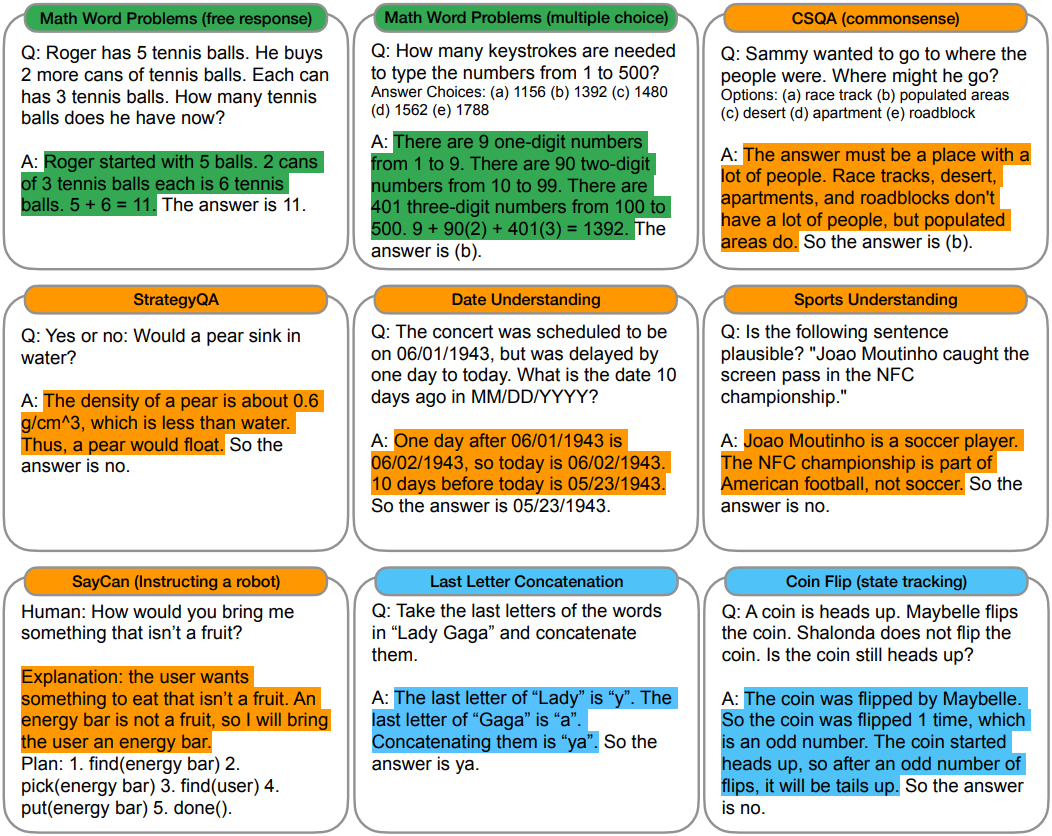 Math Word Problems (free response)
Q: Roger has 5 tennis balls. He buys
2 more cans of tennis balls. Each can
has 3 tennis balls. How many tennis
balls does he have now?
A: Roger started with 5 balls. 2 cans
of 3 tennis balls each is 6 tennis
balls. 5 + 6 = 11. The answer is 11.
Math Word Problems (multiple choice)
Q: How many keystrokes are needed
to type the numbers from 1 to 500?
Answer Choices: (a) 1156 (b) 1392 (c) 1480
(d) 1562 (e) 1788
A: There are 9 one-digit numbers
from 1 to 9. There are 90 two-digit
numbers from 10 to 99. There are
401 three-digit numbers from 100 to
500. 9 + 90(2) + 401(3) = 1392. The
answer is (b).
CSQA (commonsense)
Q: Sammy wanted to go to where the
people were. Where might he go?
Options: (a) race track (b) populated areas
(c) desert (d) apartment (e) roadblock
A: The answer must be a place with a
lot of people. Race tracks, desert,
apartments, and roadblocks don't
have a lot of people, but populated
areas do. So the answer is (b).
StrategyQA
Q: Yes or no: Would a pear sink in
water?
A: The density of a pear is about 0.6
g/cm^3, which is less than water.
Thus, a pear would float. So the
answer is no.
Date Understanding
Q: The concert was scheduled to be
on 06/01/1943, but was delayed by
one day to today. What is the date 10
days ago in MM/DD/YYYY?
A: One day after 06/01/1943 is
06/02/1943, so today is 06/02/1943.
10 days before today is 05/23/1943.
So the answer is 05/23/1943.
Sports Understanding
Q: Is the following sentence
plausible? "Joao Moutinho caught the
screen pass in the NFC
championship."
A: Joao Moutinho is a soccer player.
The NFC championship is part of
American football, not soccer. So the
answer is no.
SayCan (Instructing a robot)
Human: How would you bring me
something that isn’t a fruit?
Explanation: the user wants
something to eat that isn’t a fruit. An
energy bar is not a fruit, so I will bring
the user an energy bar.
Plan: 1. find(energy bar) 2.
pick(energy bar) 3. find(user) 4.
put(energy bar) 5. done().
Last Letter Concatenation
Q: Take the last letters of the words
in “Lady Gaga” and concatenate
them.
A: The last letter of “Lady” is “y”. The
last letter of “Gaga” is “a”.
Concatenating them is “ya”. So the
answer is ya.
Coin Flip (state tracking)
Q: A coin is heads up. Maybelle flips
the coin. Shalonda does not flip the
coin. Is the coin still heads up?
A: The coin was flipped by Maybelle.
So the coin was flipped 1 time, which
is an odd number. The coin started
heads up, so after an odd number of
flips, it will be tails up. So the answer
is no.